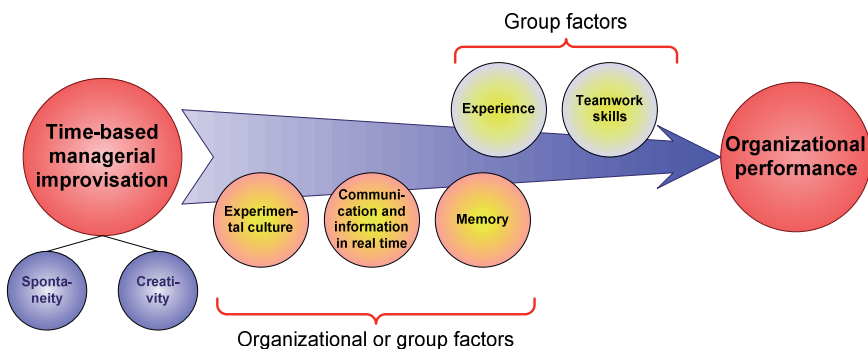 Group factors
Experience
Teamwork
skills
Time-based
managerial
improvisation
Organizational
performance
Experimen-
tal culture
Communi-
cation and
information
in real time
Memory
Sponta-
neity
Creati-
vity
Organizational or group factors